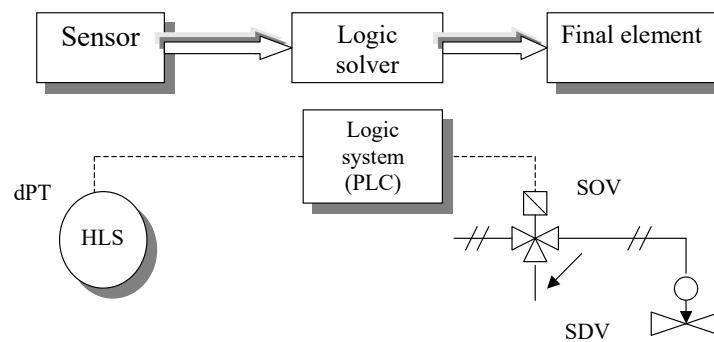 Sensor
Logic
solver
Final element
Logic
system
(PLC)
dPT
HLS
SOV
SDV